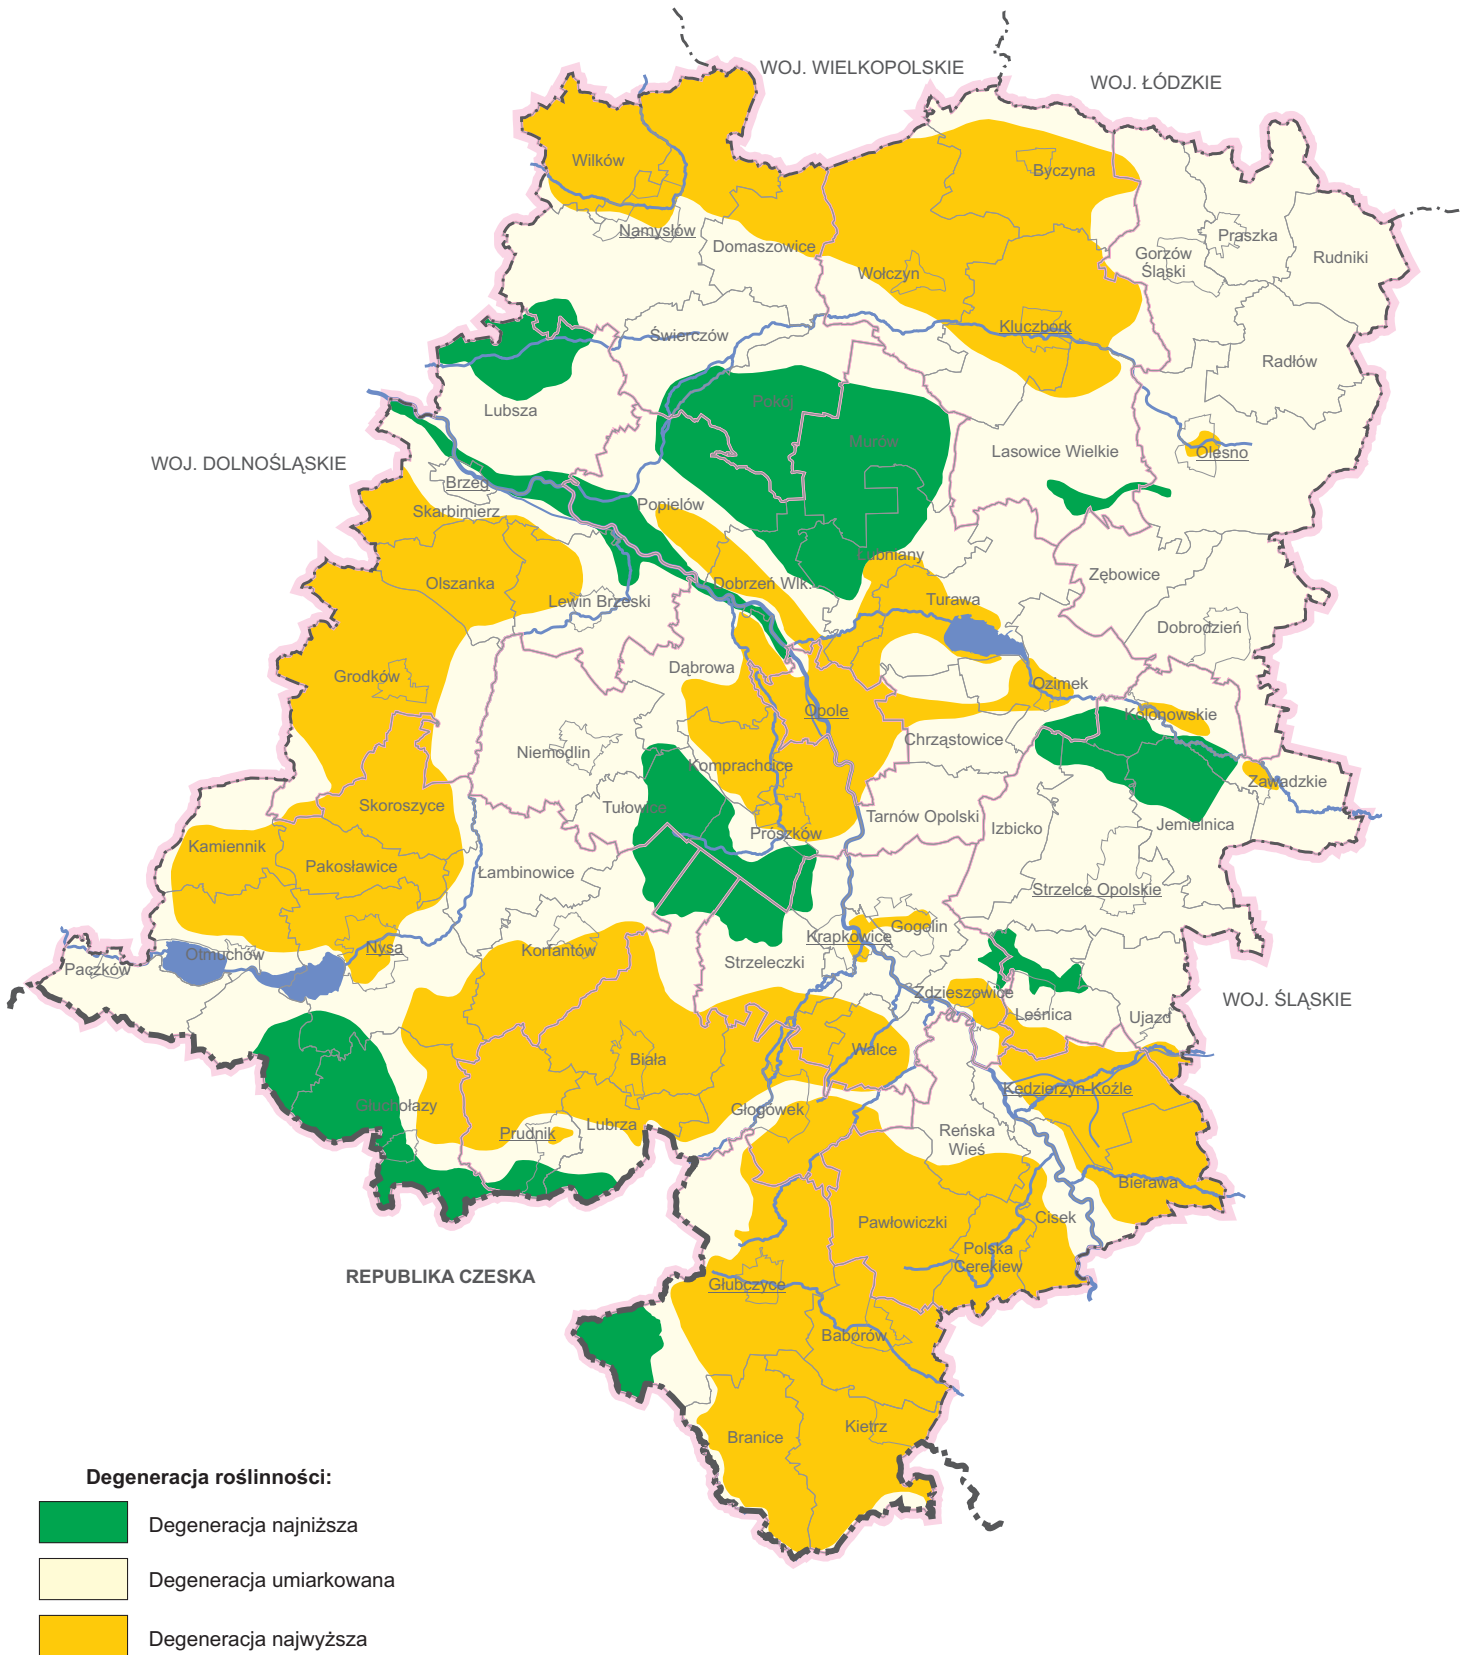 WOJ. WIELKOPOLSKIE
WOJ. ŁÓDZKIE
Wilków
Byczyna
Namysłów
Domaszowice
Praszka
Gorzów
Śląski
Rudniki
Wołczyn
Kluczbork
Świerczów
Radłów
Lubsza
Pokój
Murów
Lasowice Wielkie
Olesno
WOJ. DOLNOŚLĄSKIE
Brzeg
Skarbimierz
Popielów
Łubniany
Zębowice
Olszanka
Dobrzeń Wlk.
Lewin Brzeski
Turawa
Dobrodzień
Dąbrowa
Grodków
Ozimek
Opole
Kolonowskie
Chrząstowice
Niemodlin
Komprachdice
Zawadzkie
Skoroszyce
Tułowice
Tarnów Opolski
Izbicko
Jemielnica
Prószków
Kamiennik
Pakosławice
Łambinowice
Strzelce Opolskie
Gogolin
Krapkowice
Otmuchów
Nysa
Korfantów
Paczków
Strzeleczki
Zdzieszowice
WOJ. ŚLĄSKIE
Leśnica
Ujazd
Walce
Biała
Kędzierzyn-Koźle
Głuchołazy
Głogówek
Lubrza
Prudnik
Reńska
Wieś
Bierawa
Pawłowiczki
Cisek
Polska
Cerekiew
REPUBLIKA CZESKA
Głubczyce
Baborów
Branice
Kietrz
Degeneracja roślinności:
Degeneracja najniższa
Degeneracja umiarkowana
Degeneracja najwyższa